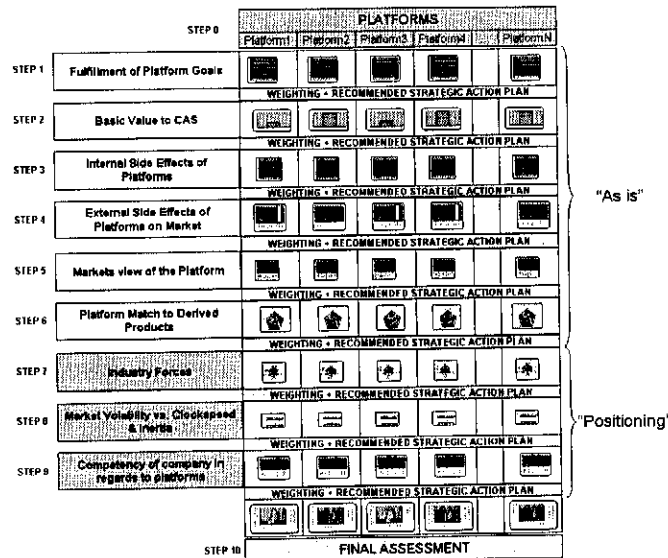 PLATFORMS
STEP 0
Platform1 Platform2 Platform3 Platform4 PlatformN
STEP 1 Fulfillment of Platform Goals
WEIGHTING + RECOMMENDED STRATEGIC ACTION PLAN
STEP 2 Basic Value to CAS
WEIGHTING + RECOMMENDED STRATEGIC ACTION PLAN
STEP 3 Internal Side Effects of
Platforms
WEIGHTING + RECOMMENDED STRATEGIC ACTION PLAN
STEP 4 External Side Effects of
Platforms on Market
WEIGHTING + RECOMMENDED STRATEGIC ACTION PLAN
STEP 5 Markets view of the Platform
WEIGHTING + RECOMMENDED STRATEGIC ACTION PLAN
STEP 6 Platform Match to Derived
Products
WEIGHTING + RECOMMENDED STRATEGIC ACTION PLAN
"As is"
STEP 7 Industry Forces
WEIGHTING + RECOMMENDED STRATEGIC ACTION PLAN
STEP 8 Market Volability vs. Clockspeed
& Inertia
WEIGHTING + RECOMMENDED STRATEGIC ACTION PLAN
STEP 9 Competency of company in
regards to platforms
WEIGHTING + RECOMMENDED STRATEGIC ACTION PLAN
"Positioning"
STEP 10 FINAL ASSESSMENT